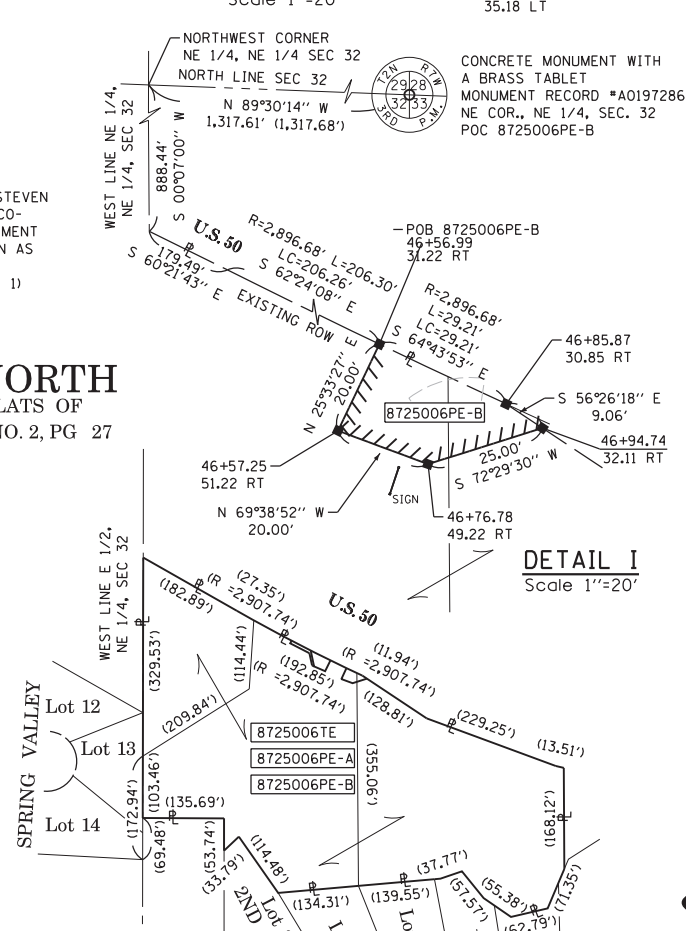 Scale 1"=20'
35.18 LT
NORTHWEST CORNER
NE 1/4, NE 1/4 SEC 32
NORTH LINE SEC 32
N 89°30'14" W
1,317.61' (1,317.68')
T2N R7W
29 28
32 33
3RD P.M.
CONCRETE MONUMENT WITH
A BRASS TABLET
MONUMENT RECORD #A0197286
NE COR., NE 1/4, SEC. 32
POC 8725006PE-B
WEST LINE NE 1/4,
NE 1/4, SEC 32
888.44'
S 00°07'00" W
STEVEN
CO-
MENT
N AS
1)
U.S. 50
179.49'
S 60°21'43" E
R=2,896.68' L=206.30'
LC=206.26'
S 62°24'08" E
EXISTING ROW
POB 8725006PE-B
46+56.99
31.22 RT
R=2,896.68'
L=29.21'
LC=29.21'
S 64°43'53" E
46+85.87
30.85 RT
S 56°26'18" E
9.06'
46+94.74
32.11 RT
N 25°33'27" E
20.00'
8725006PE-B
25.00'
S 72°29'30" W
46+57.25
51.22 RT
SIGN
N 69°38'52" W
20.00'
46+76.78
49.22 RT
DETAIL I
Scale 1"=20'
NORTH
LATS OF
NO. 2, PG 27
WEST LINE E 1/2,
NE 1/4, SEC 32
(182.89')
(27.35')
(R =2,907.74')
U.S. 50
(329.53')
(114.44')
(192.85')
(R =2,907.74')
(11.94')
(R =2,907.74')
(128.81')
(229.25')
(13.51')
(209.84')
SPRING VALLEY
Lot 12
Lot 13
Lot 14
8725006TE
8725006PE-A
8725006PE-B
(355.06')
(168.12')
(172.94')
(103.46')
(69.48')
(135.69')
(53.74')
(33.79')
(114.48')
(134.31')
(139.55')
(37.77')
(57.57')
(55.38')
(62.79')
(71.35')
Lot
2ND
L
Lo